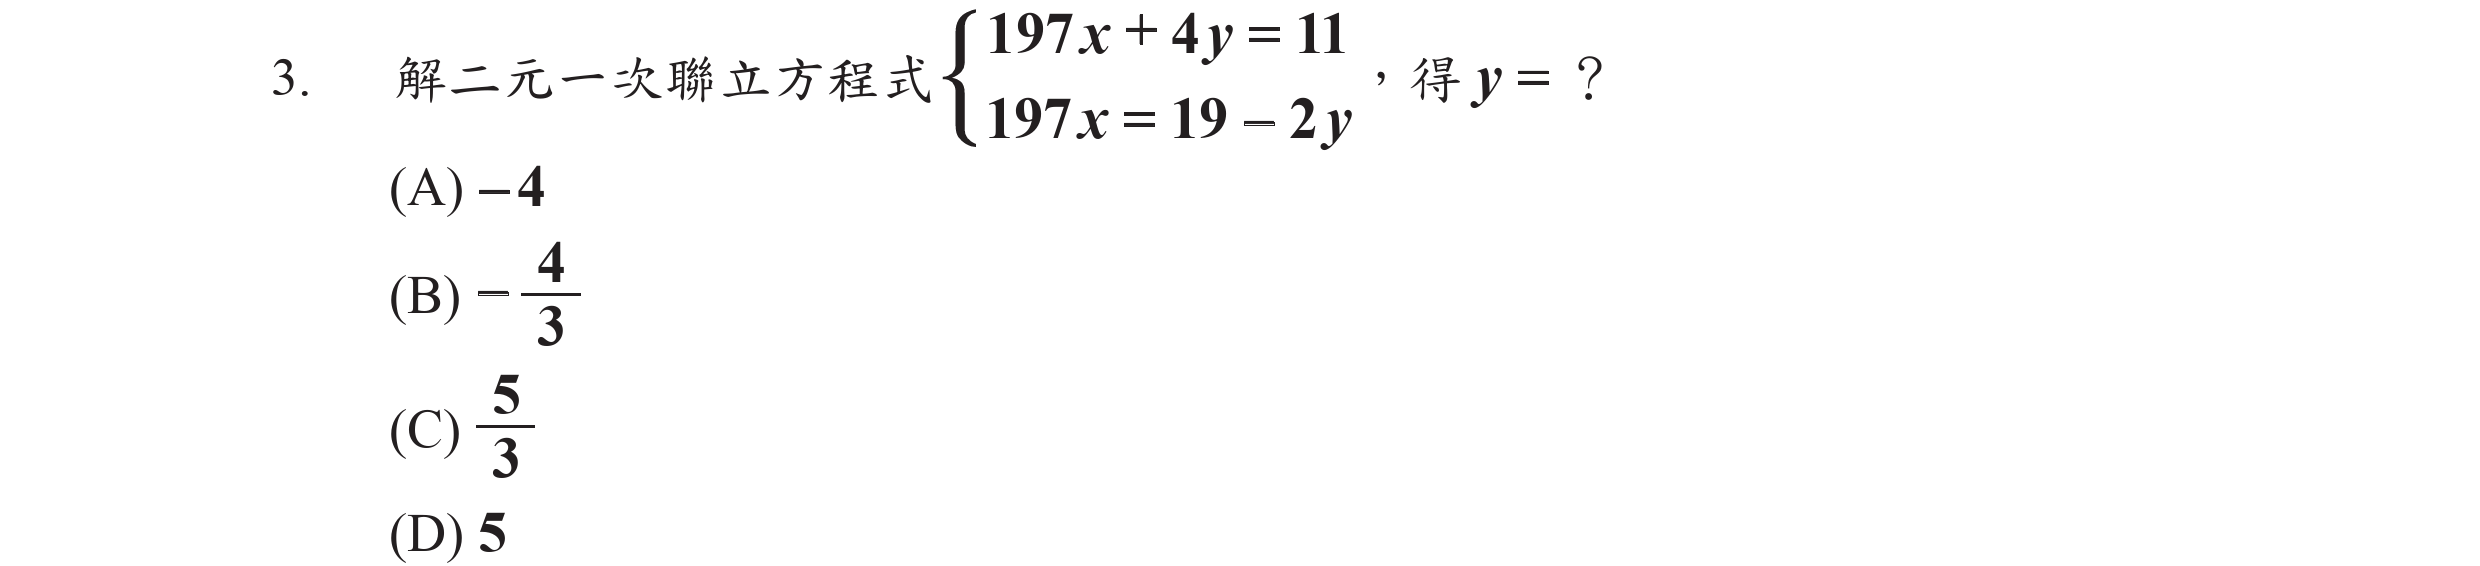 3. 解二元一次聯立方程式{197x + 4y = 11
197x = 19 − 2y，得 y = ？
(A) −4
(B) −4/3
(C) 5/3
(D) 5